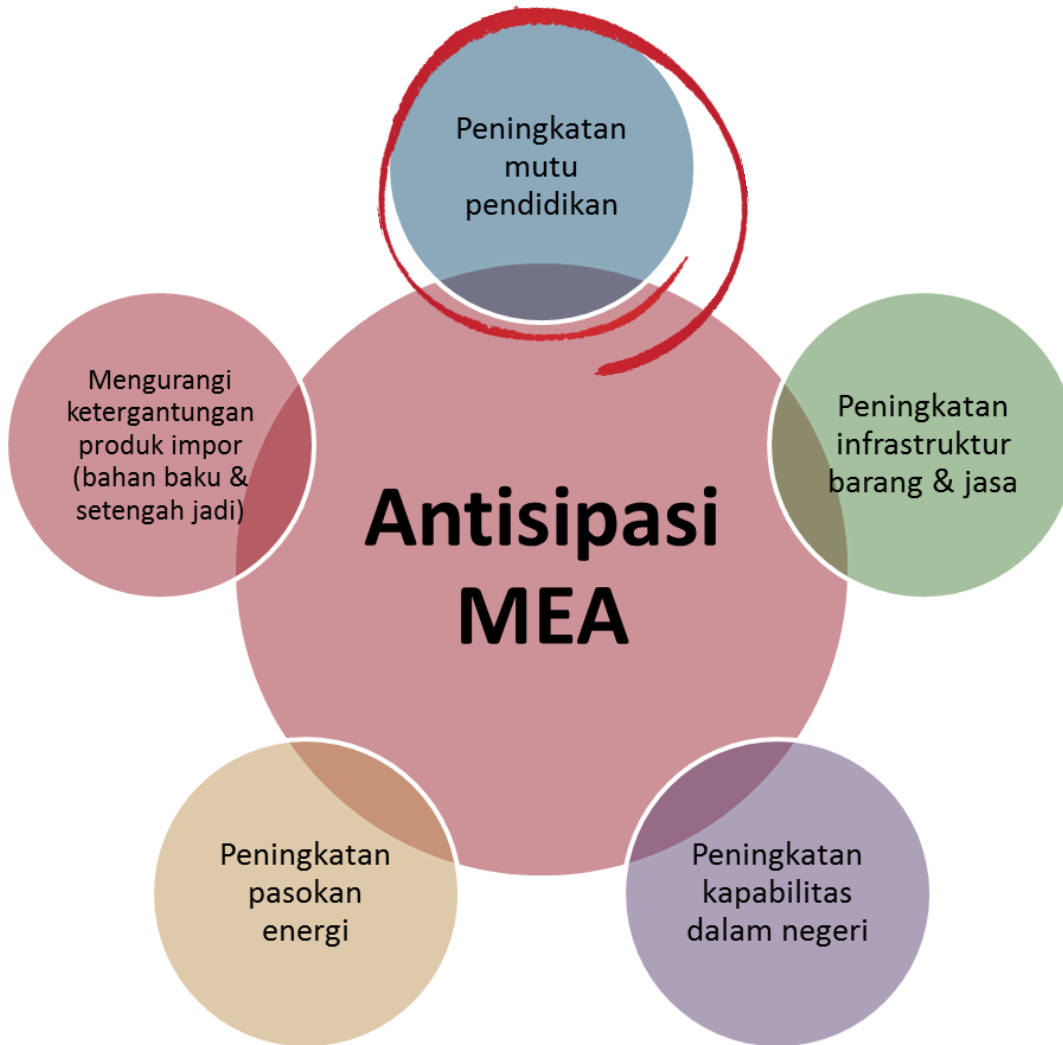 Peningkatan
mutu
pendidikan
Peningkatan
infrastruktur
barang & jasa
Peningkatan
kapabilitas
dalam negeri
Peningkatan
pasokan
energi
Mengurangi
ketergantungan
produk impor
(bahan baku &
setengah jadi)
Antisipasi
MEA